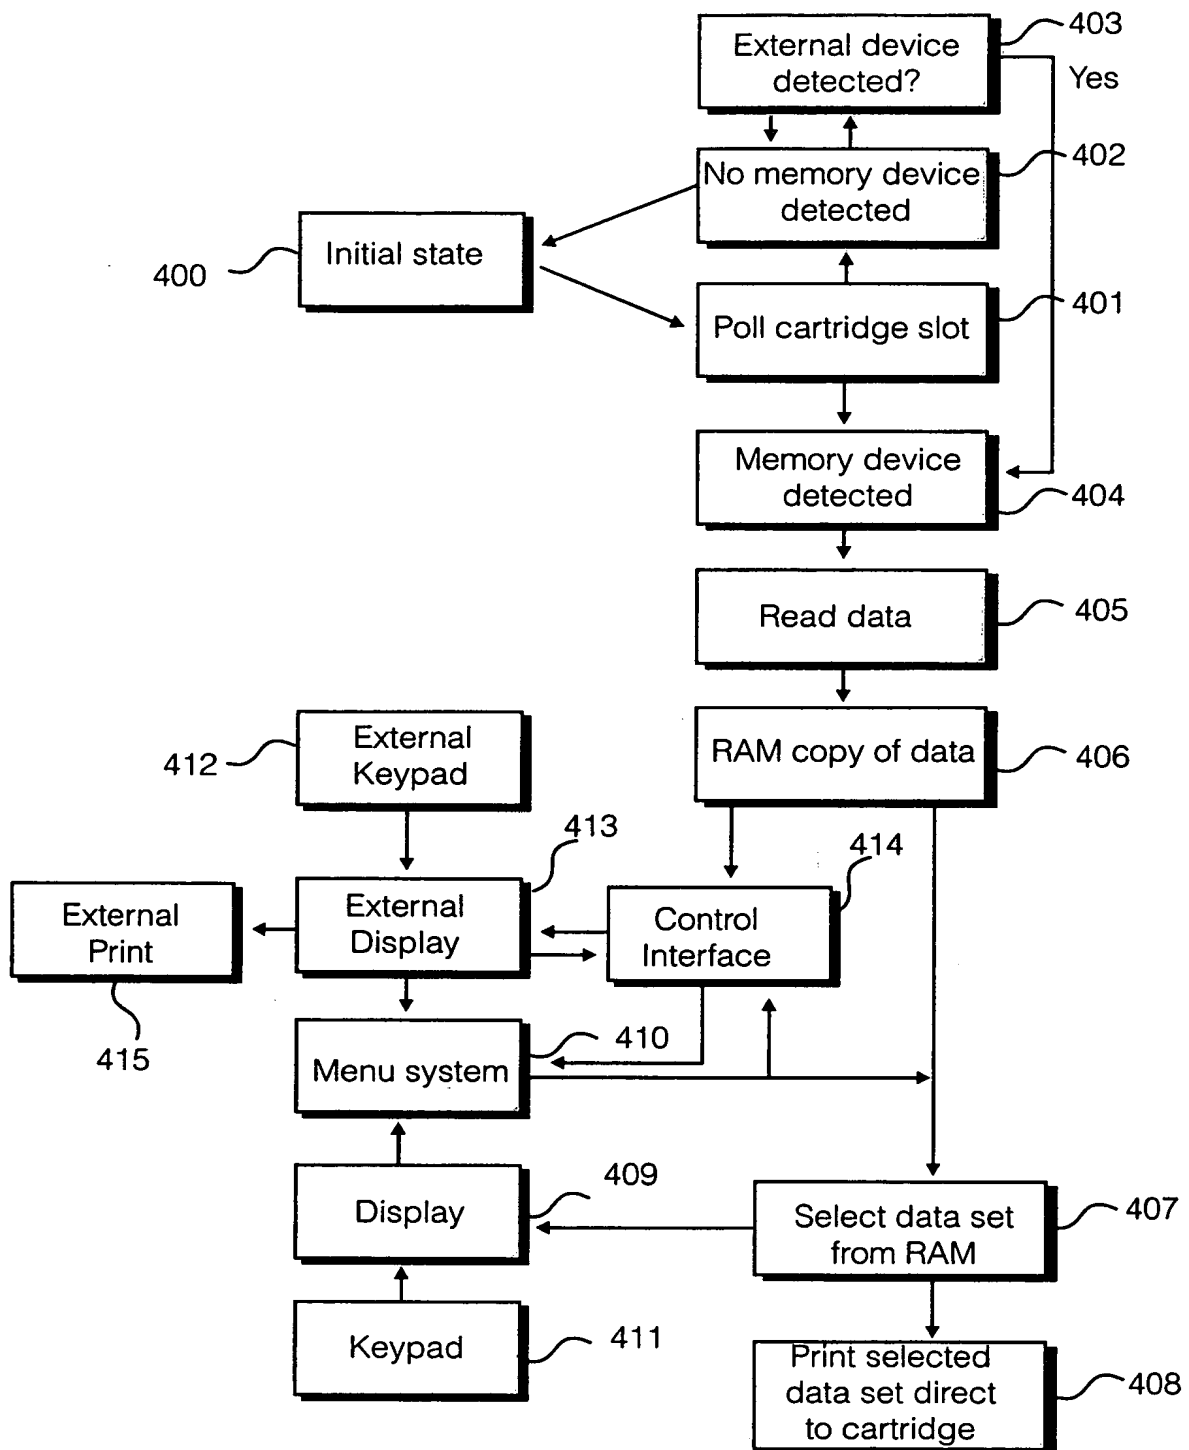 External device
detected?
403
Yes
No memory device
detected
402
Initial state
400
Poll cartridge slot
401
Memory device
detected
404
Read data
405
RAM copy of data
406
External
Keypad
412
413
414
External
Print
415
External
Display
Control
Interface
Menu system
410
Display
409
Select data set
from RAM
407
Keypad
411
Print selected
data set direct
to cartridge
408